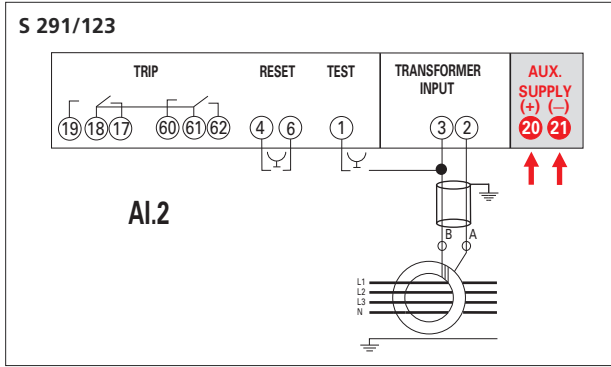 S 291/123
TRIP RESET TEST TRANSFORMER INPUT AUX. SUPPLY
(+) (—)
19 18 17 60 61 62 4 6 1 3 2 20 21
AI.2
B A
L1
L2
L3
N